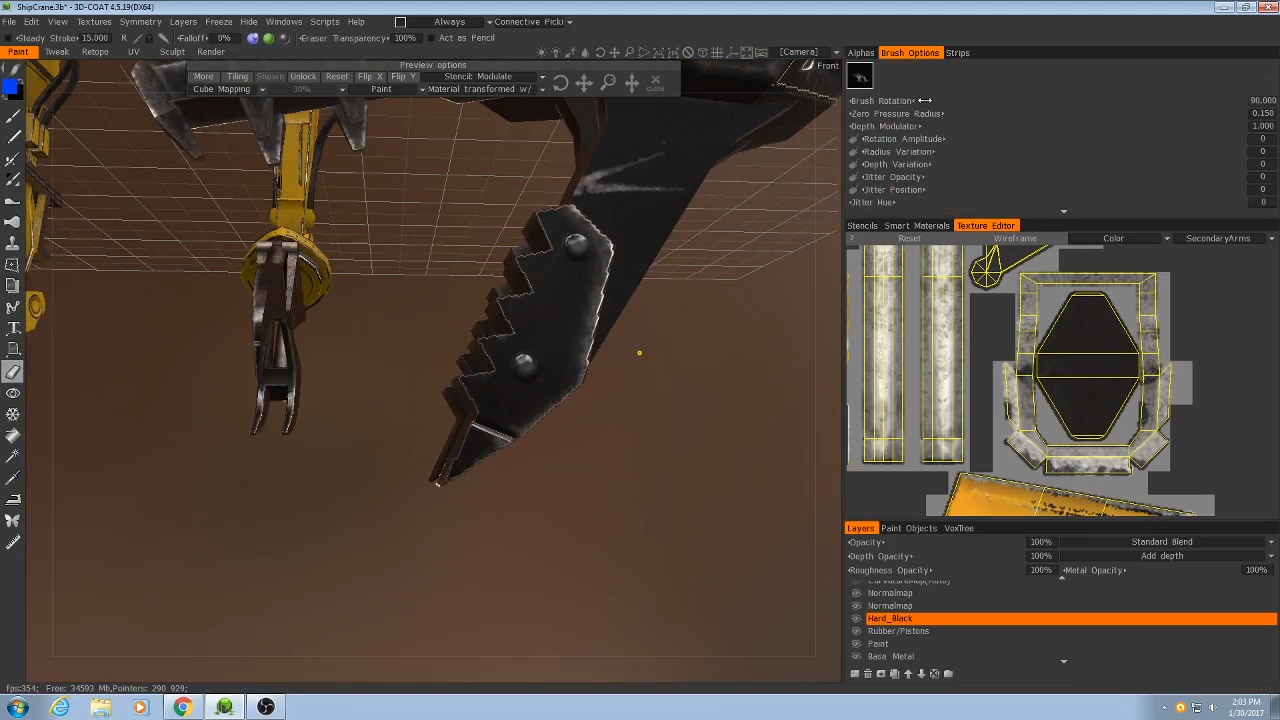 ShipCrane.3b* - 3D-COAT 4.5.19(DX64)
File Edit View Textures Symmetry Layers Freeze Hide Windows Scripts Help Always Connective Picki
Steady Stroke 15.000 R Falloff 0% Eraser Transparency 100% Act as Pencil
Paint Tweak Retopo UV Sculpt Render [Camera]
Preview options
More Tiling Shown Unlock Reset Flip X Flip Y Stencil: Modulate
Cube Mapping 30% Paint Material transformed w/ CLOSE
Front
Alphas Brush Options Strips
Brush Rotation 90.000
Zero Pressure Radius 0.150
Depth Modulator 1.000
Rotation Amplitude 0
Radius Variation 0
Depth Variation 0
Jitter Opacity 0
Jitter Position 0
Jitter Hue 0
Stencils Smart Materials Texture Editor
? Reset Wireframe Color SecondaryArms
Layers Paint Objects VoxTree
Opacity 100% Standard Blend
Depth Opacity 100% Add depth
Roughness Opacity 100% Metal Opacity 100%
CurvatureMap(Auto)
Normalmap
Normalmap
Hard_Black
Rubber/Pistons
Paint
Base Metal
fps:354; Free: 34593 Mb,Pointers: 290 929;
2:03 PM
1/30/2017